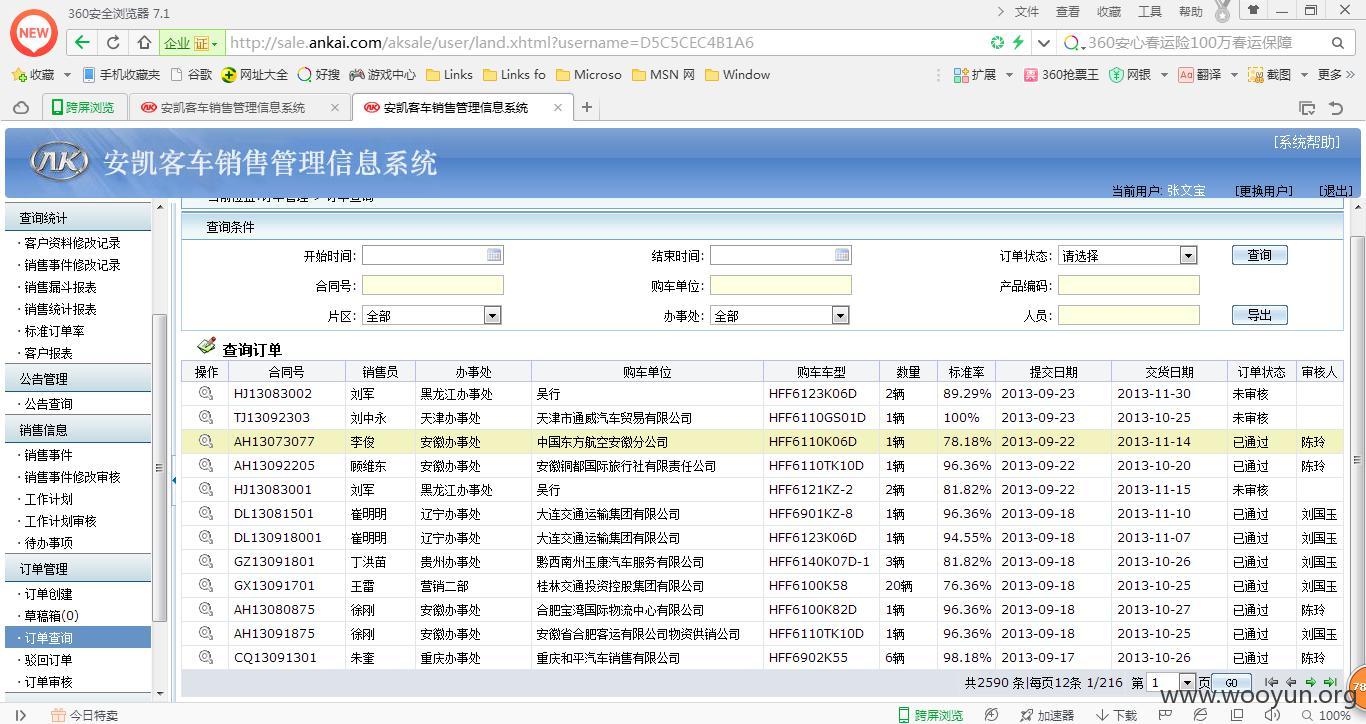 360安全浏览器 7.1
文件 查看 收藏 工具 帮助
NEW
企业 证 http://sale.ankai.com/aksale/user/land.xhtml?username=D5C5CEC4B1A6 360安心春运险100万春运保障
收藏 手机收藏夹 谷歌 网址大全 好搜 游戏中心 Links Links fo Microso MSN 网 Window 扩展 360抢票王 网银 翻译 截图 更多 »
跨屏浏览 安凯客车销售管理信息系统 安凯客车销售管理信息系统
[系统帮助]
安凯客车销售管理信息系统
当前用户: 张文宝 [更换用户] [退出]
当前位置:订单管理 > 订单查询
查询统计
·客户资料修改记录
·销售事件修改记录
·销售漏斗报表
·销售统计报表
·标准订单率
·客户报表
公告管理
·公告查询
销售信息
·销售事件
·销售事件修改审核
·工作计划
·工作计划审核
·待办事项
订单管理
·订单创建
·草稿箱(0)
·订单查询
·驳回订单
·订单审核
查询条件
开始时间: 结束时间: 订单状态: 请选择 查询
合同号: 购车单位: 产品编码:
片区: 全部 办事处: 全部 人员: 导出
查询订单
操作 合同号 销售员 办事处 购车单位 购车车型 数量 标准率 提交日期 交货日期 订单状态 审核人
HJ13083002 刘军 黑龙江办事处 吴行 HFF6123K06D 2辆 89.29% 2013-09-23 2013-11-30 未审核
TJ13092303 刘中永 天津办事处 天津市通威汽车贸易有限公司 HFF6110GS01D 1辆 100% 2013-09-23 2013-10-25 未审核
AH13073077 李俊 安徽办事处 中国东方航空安徽分公司 HFF6110K06D 1辆 78.18% 2013-09-22 2013-11-14 已通过 陈玲
AH13092205 顾维东 安徽办事处 安徽铜都国际旅行社有限责任公司 HFF6110TK10D 1辆 96.36% 2013-09-22 2013-10-20 已通过 陈玲
HJ13083001 刘军 黑龙江办事处 吴行 HFF6121KZ-2 2辆 81.82% 2013-09-22 2013-11-15 未审核
DL13081501 崔明明 辽宁办事处 大连交通运输集团有限公司 HFF6901KZ-8 1辆 96.36% 2013-09-18 2013-11-10 已通过 刘国玉
DL130918001 崔明明 辽宁办事处 大连交通运输集团有限公司 HFF6123K06D 1辆 94.55% 2013-09-18 2013-11-07 已通过 刘国玉
GZ13091801 丁洪苗 贵州办事处 黔西南州玉康汽车服务有限公司 HFF6140K07D-1 3辆 81.82% 2013-09-18 2013-10-26 已通过 刘国玉
GX13091701 王雷 营销二部 桂林交通投资控股集团有限公司 HFF6100K58 20辆 76.36% 2013-09-18 2013-10-25 已通过 刘国玉
AH13080875 徐刚 安徽办事处 合肥宝湾国际物流中心有限公司 HFF6100K82D 1辆 96.36% 2013-09-18 2013-10-27 已通过 陈玲
AH13091875 徐刚 安徽办事处 安徽省合肥客运有限公司物资供销公司 HFF6110TK10D 1辆 96.36% 2013-09-18 2013-10-25 已通过 刘国玉
CQ13091301 朱奎 重庆办事处 重庆和平汽车销售有限公司 HFF6902K55 6辆 98.18% 2013-09-17 2013-10-26 已通过 陈玲
共2590 条|每页12条 1/216 第 1 页 GO
78
www.wooyun.org
今日特卖 跨屏浏览 加速器 下载 100%